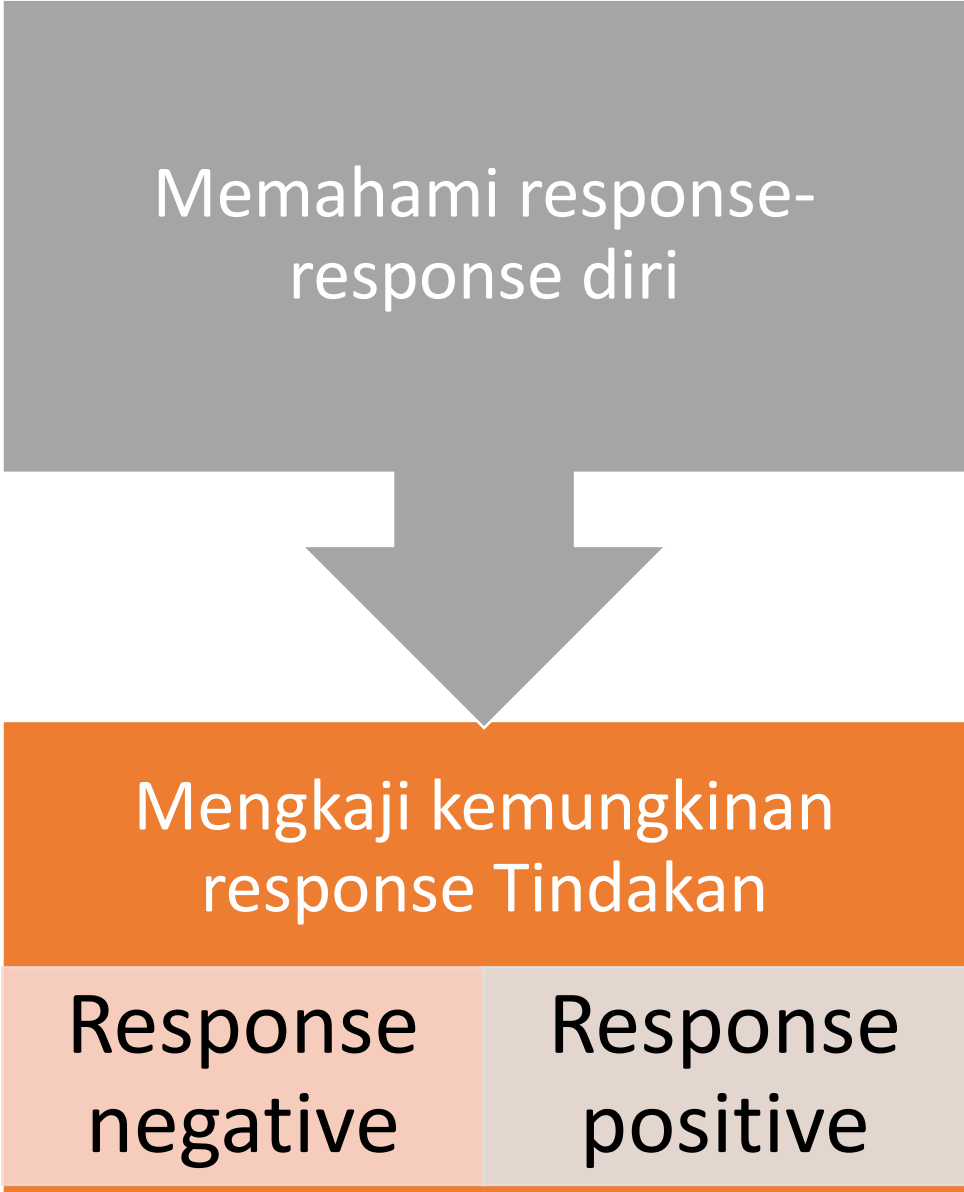 Memahami response-
response diri
Mengkaji kemungkinan
response Tindakan
Response
negative
Response
positive